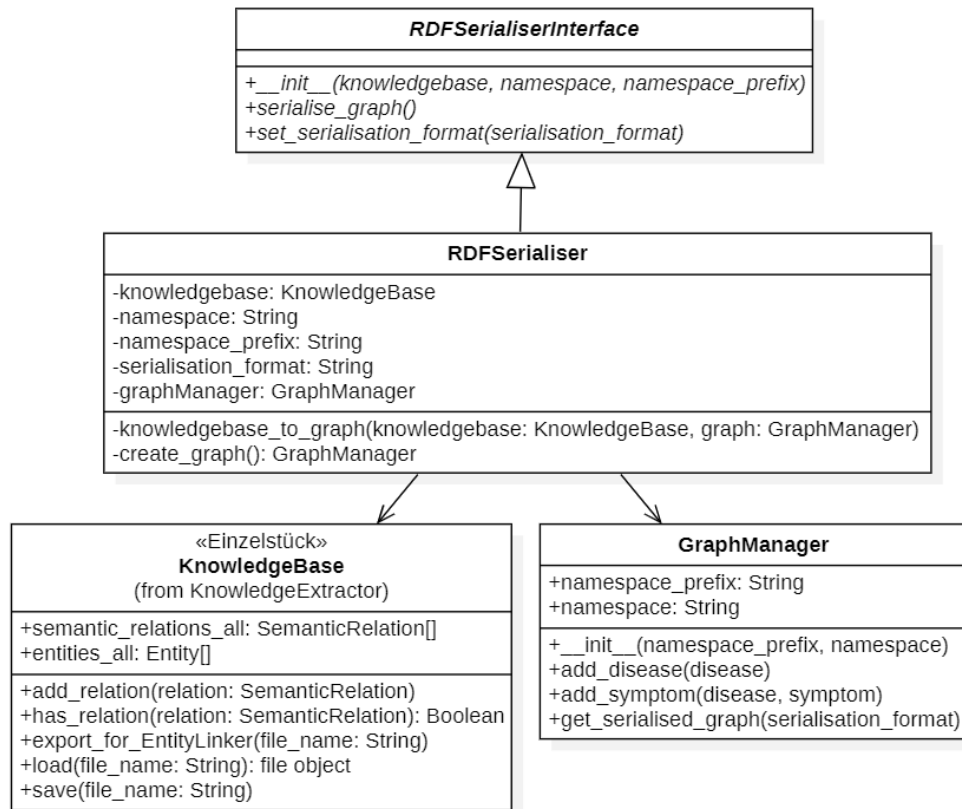 RDFSerialiserInterface
+__init__(knowledgebase, namespace, namespace_prefix)
+serialise_graph()
+set_serialisation_format(serialisation_format)
RDFSerialiser
-knowledgebase: KnowledgeBase
-namespace: String
-namespace_prefix: String
-serialisation_format: String
-graphManager: GraphManager
-knowledgebase_to_graph(knowledgebase: KnowledgeBase, graph: GraphManager)
-create_graph(): GraphManager
«Einzelstück»
KnowledgeBase
(from KnowledgeExtractor)
+semantic_relations_all: SemanticRelation[]
+entities_all: Entity[]
+add_relation(relation: SemanticRelation)
+has_relation(relation: SemanticRelation): Boolean
+export_for_EntityLinker(file_name: String)
+load(file_name: String): file object
+save(file_name: String)
GraphManager
+namespace_prefix: String
+namespace: String
+__init__(namespace_prefix, namespace)
+add_disease(disease)
+add_symptom(disease, symptom)
+get_serialised_graph(serialisation_format)